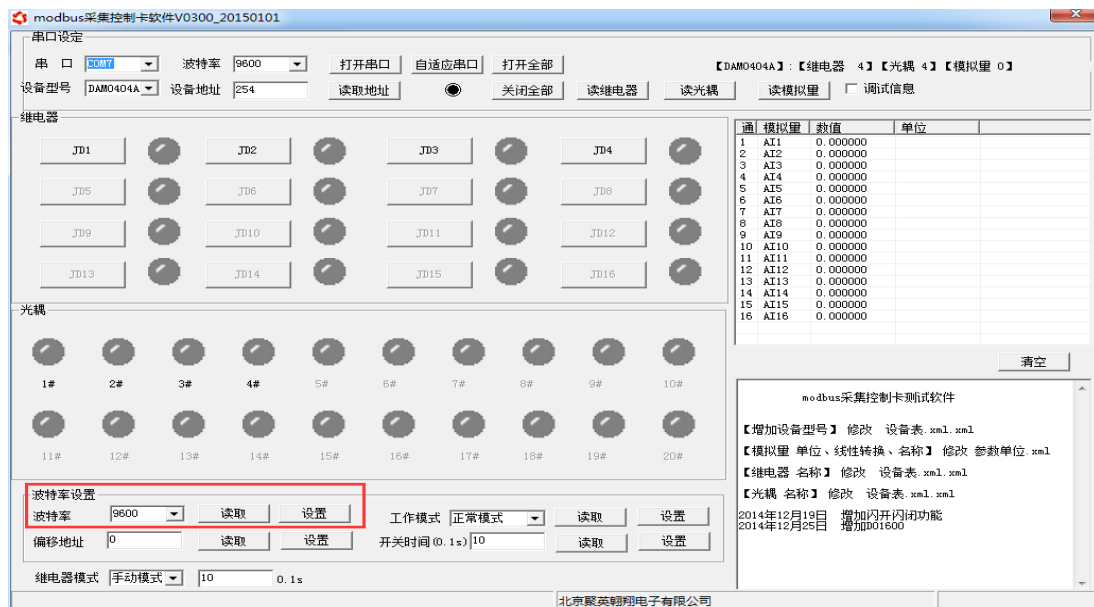 modbus采集控制卡软件V0300_20150101
串口设定
串 口 COM7 波特率 9600 打开串口 自适应串口 打开全部 【DAM0404A】:【继电器 4】【光耦 4】【模拟量 0】
设备型号 DAM0404A 设备地址 254 读取地址 关闭全部 读继电器 读光耦 读模拟量 调试信息
继电器
JD1 JD2 JD3 JD4
JD5 JD6 JD7 JD8
JD9 JD10 JD11 JD12
JD13 JD14 JD15 JD16
通 模拟量 数值 单位
1 AI1 0.000000
2 AI2 0.000000
3 AI3 0.000000
4 AI4 0.000000
5 AI5 0.000000
6 AI6 0.000000
7 AI7 0.000000
8 AI8 0.000000
9 AI9 0.000000
10 AI10 0.000000
11 AI11 0.000000
12 AI12 0.000000
13 AI13 0.000000
14 AI14 0.000000
15 AI15 0.000000
16 AI16 0.000000
清空
光耦
1# 2# 3# 4# 5# 6# 7# 8# 9# 10#
11# 12# 13# 14# 15# 16# 17# 18# 19# 20#
modbus采集控制卡测试软件
【增加设备型号】 修改 设备表.xml.xml
【模拟量 单位、线性转换、名称】 修改 参数单位.xml
【继电器 名称】 修改 设备表.xml.xml
【光耦 名称】 修改 设备表.xml.xml
2014年12月19日 增加闪开闪闭功能
2014年12月25日 增加DO1600
波特率设置
波特率 9600 读取 设置 工作模式 正常模式 读取 设置
偏移地址 0 读取 设置 开关时间(0.1s) 10 读取 设置
继电器模式 手动模式 10 0.1s
北京聚英翱翔电子有限公司